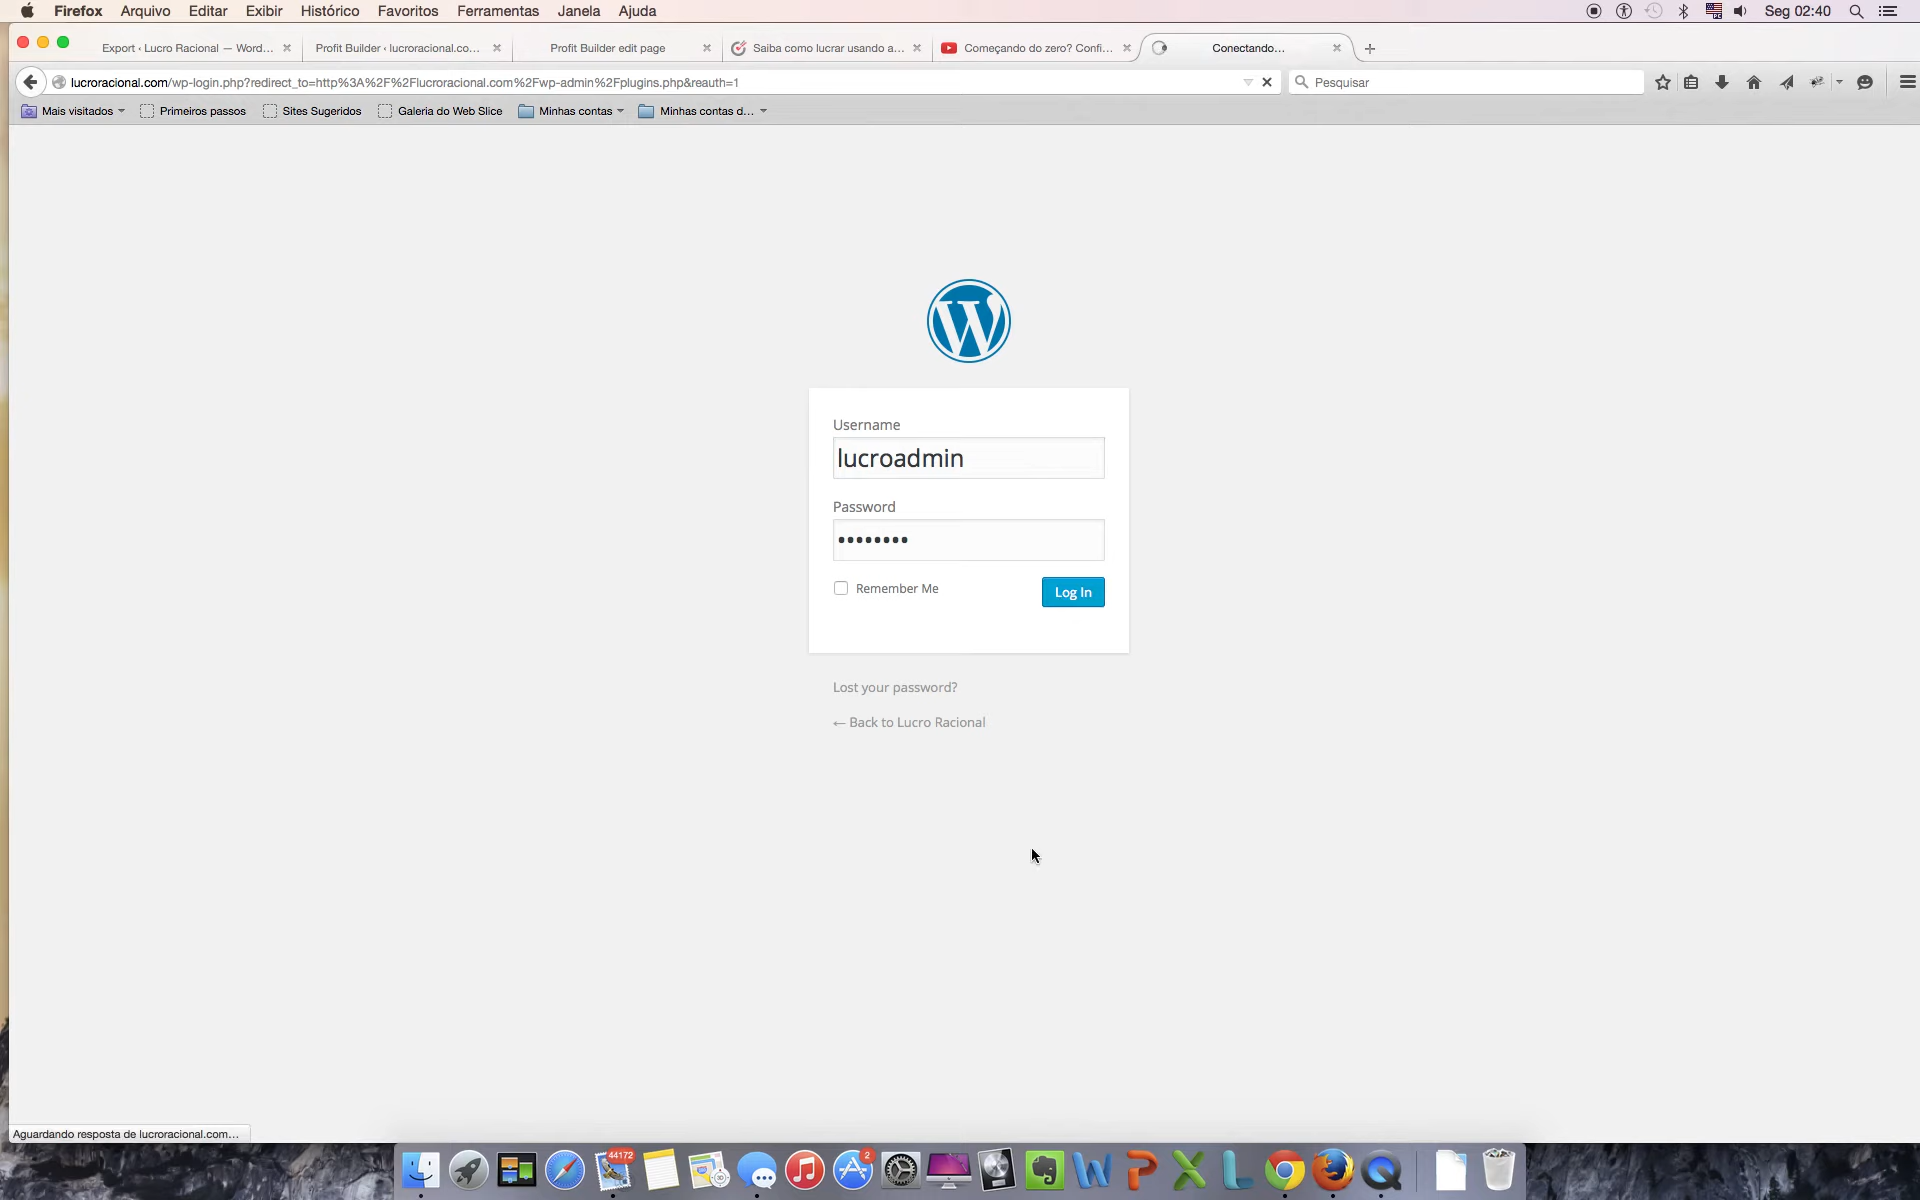 Firefox Arquivo Editar Exibir Histórico Favoritos Ferramentas Janela Ajuda Seg 02:40
Export ‹ Lucro Racional — Word… Profit Builder ‹ lucroracional.co… Profit Builder edit page Saiba como lucrar usando a… Começando do zero? Confi… Conectando…
lucroracional.com/wp-login.php?redirect_to=http%3A%2F%2Flucroracional.com%2Fwp-admin%2Fplugins.php&reauth=1 Pesquisar
Mais visitados Primeiros passos Sites Sugeridos Galeria do Web Slice Minhas contas Minhas contas d…
Username
lucroadmin
Password
Remember Me Log In
Lost your password?
← Back to Lucro Racional
Aguardando resposta de lucroracional.com…
44172 2